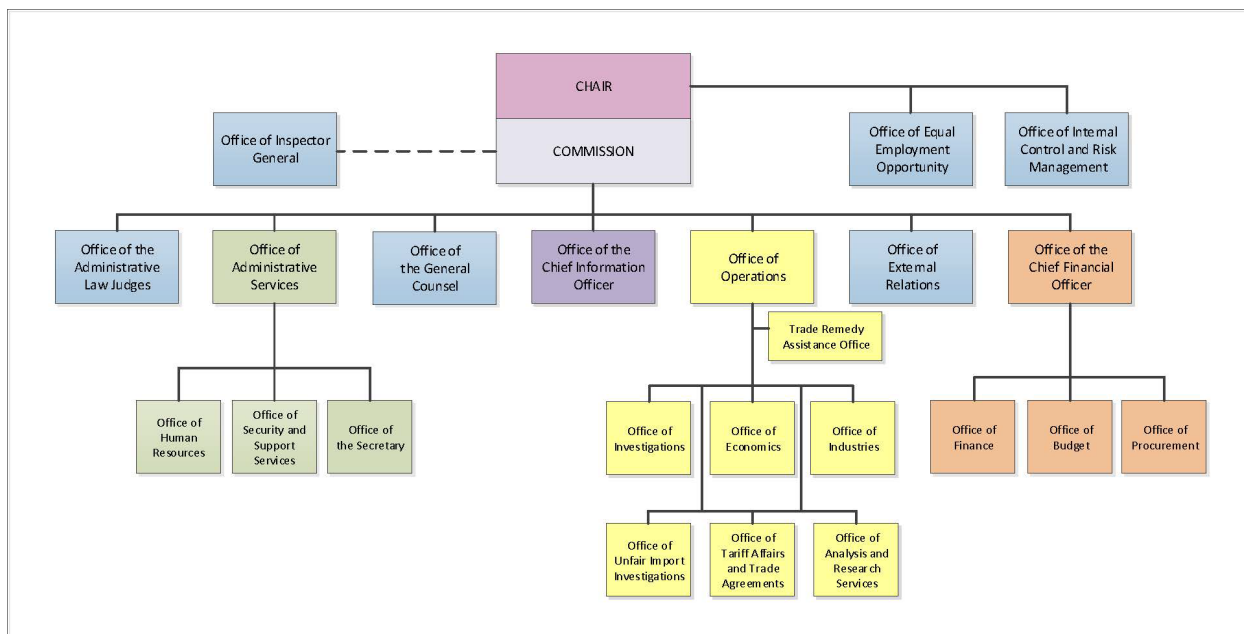 CHAIR
COMMISSION
Office of Inspector
General
Office of Equal
Employment
Opportunity
Office of Internal
Control and Risk
Management
Office of the
Administrative
Law Judges
Office of
Administrative
Services
Office of
the General
Counsel
Office of the
Chief Information
Officer
Office of
Operations
Office of
External
Relations
Office of the
Chief Financial
Officer
Trade Remedy
Assistance Office
Office of
Human
Resources
Office of
Security and
Support
Services
Office of
the Secretary
Office of
Investigations
Office of
Economics
Office of
Industries
Office of
Finance
Office of
Budget
Office of
Procurement
Office of
Unfair Import
Investigations
Office of
Tariff Affairs
and Trade
Agreements
Office of
Analysis and
Research
Services